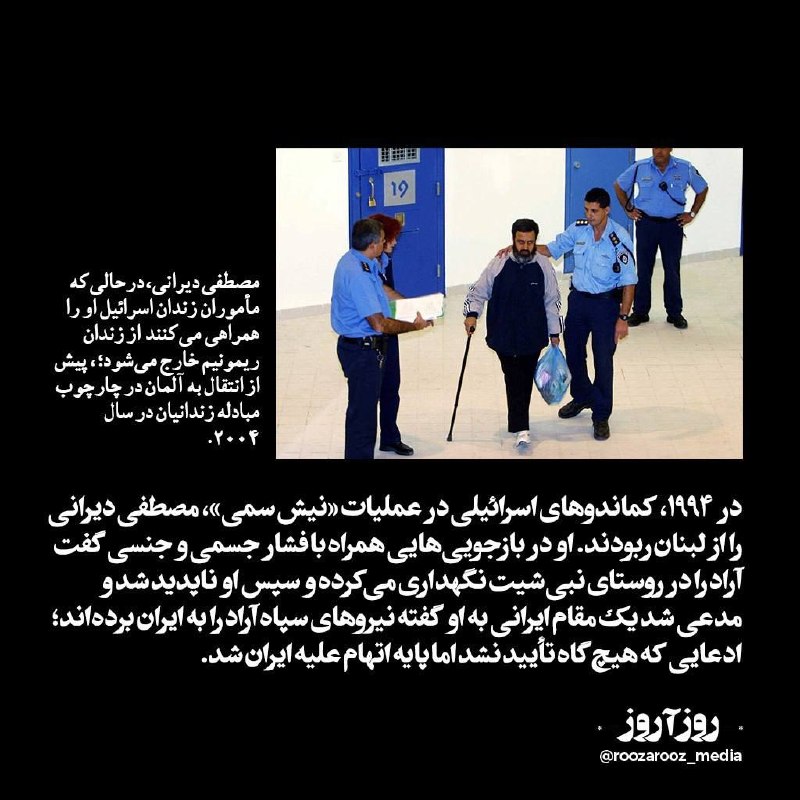 19
مصطفی دیرانی، در حالی که
مأموران زندان اسرائیل او را
همراهی می‌کنند از زندان
ریمونیم خارج می‌شود؛، پیش
از انتقال به آلمان در چارچوب
مبادله زندانیان در سال
۲۰۰۴.
در ۱۹۹۴، کماندوهای اسرائیلی در عملیات «نیش سمی»، مصطفی دیرانی
را از لبنان ربودند. او در بازجویی‌هایی همراه با فشار جسمی و جنسی گفت
آراد را در روستای نبی شیت نگهداری می‌کرده و سپس او ناپدید شد و
مدعی شد یک مقام ایرانی به او گفته نیروهای سپاه آراد را به ایران برده‌اند؛
ادعایی که هیچ گاه تأیید نشد اما پایه اتهام علیه ایران شد.
روزآروز
@roozarooz_media